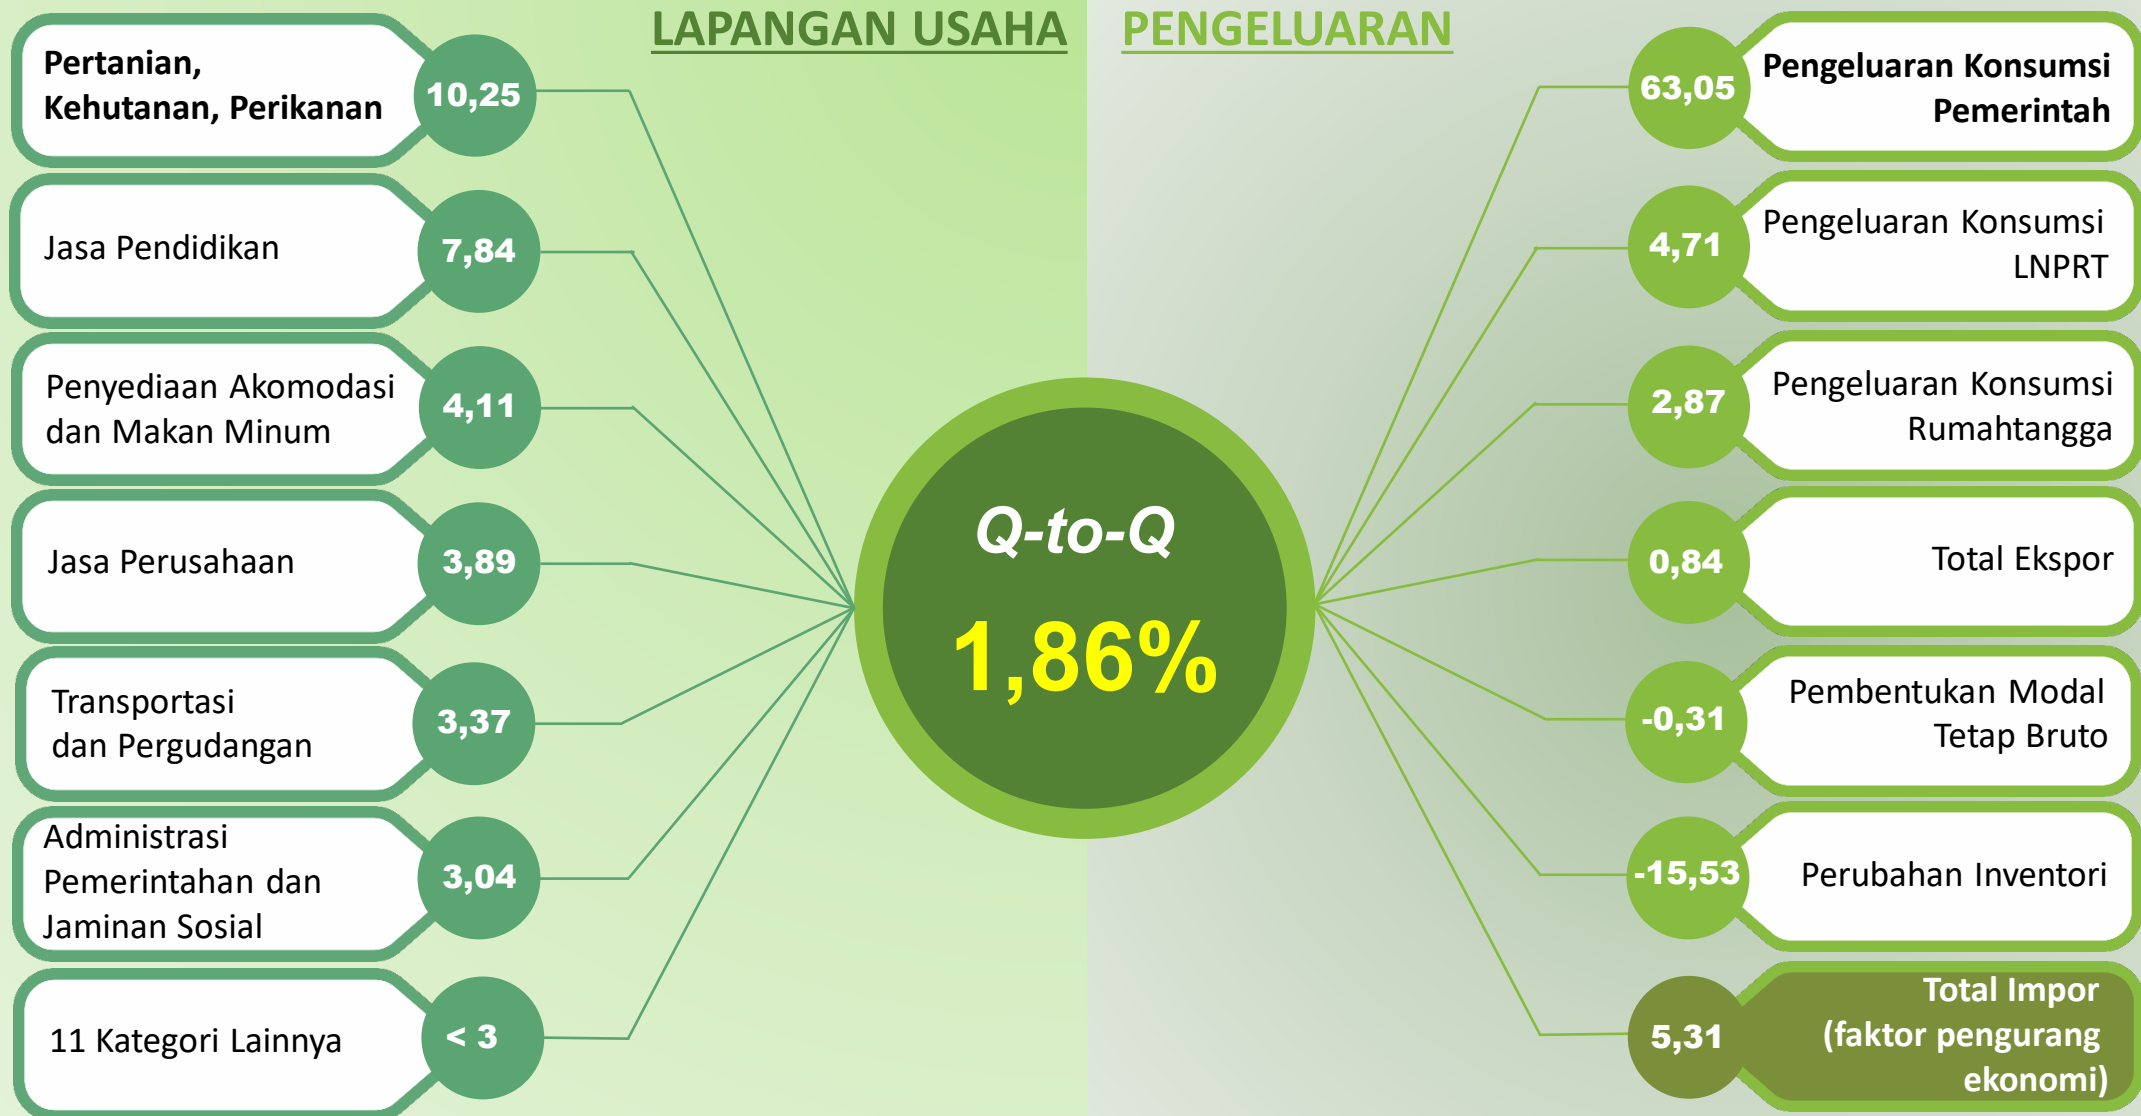 LAPANGAN USAHA
Pertanian,
Kehutanan, Perikanan
10,25
Jasa Pendidikan
7,84
Penyediaan Akomodasi
dan Makan Minum
4,11
Jasa Perusahaan
3,89
Transportasi
dan Pergudangan
3,37
Administrasi
Pemerintahan dan
Jaminan Sosial
3,04
11 Kategori Lainnya
< 3
Q-to-Q
1,86%
PENGELUARAN
63,05
Pengeluaran Konsumsi
Pemerintah
4,71
Pengeluaran Konsumsi
LNPRT
2,87
Pengeluaran Konsumsi
Rumahtangga
0,84
Total Ekspor
-0,31
Pembentukan Modal
Tetap Bruto
-15,53
Perubahan Inventori
5,31
Total Impor
(faktor pengurang
ekonomi)